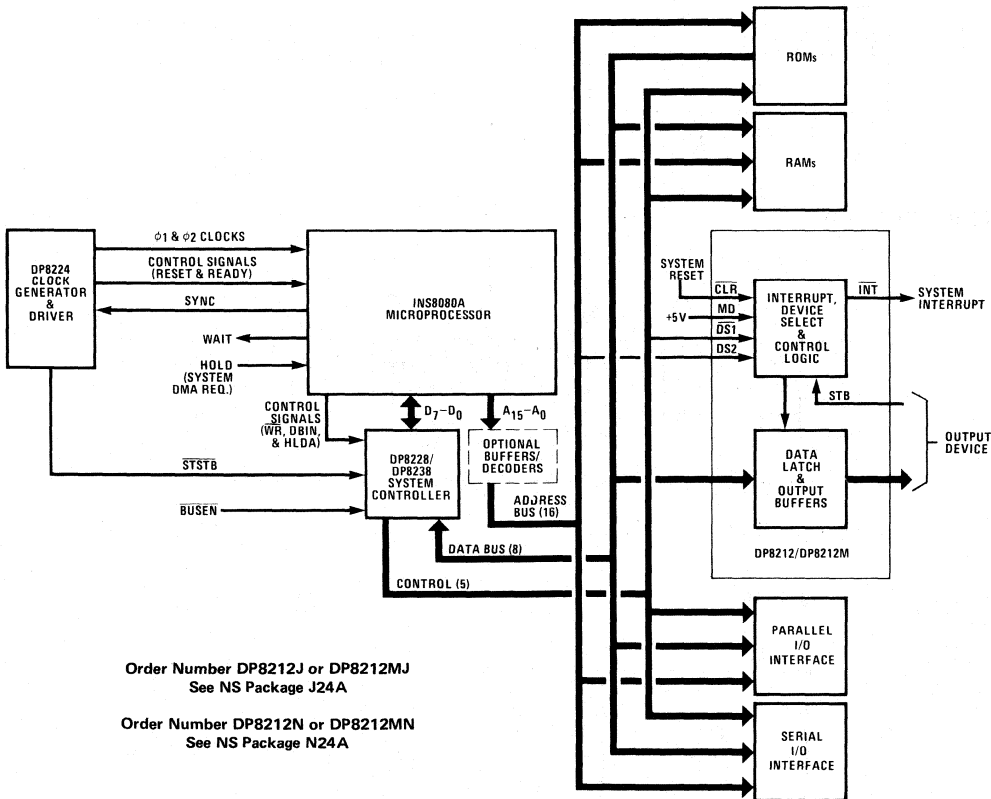 ROMs
RAMs
φ1 & φ2 CLOCKS
CONTROL SIGNALS
(RESET & READY)
SYNC
WAIT
HOLD
(SYSTEM
DMA REQ.)
DP8224
CLOCK
GENERATOR
&
DRIVER
INS8080A
MICROPROCESSOR
SYSTEM
RESET
CLR
MD
+5V
DS1
DS2
INTERRUPT,
DEVICE
SELECT
&
CONTROL
LOGIC
INT
SYSTEM
INTERRUPT
STB
OUTPUT
DEVICE
CONTROL
SIGNALS
(WR, DBIN,
& HLDA)
D7–D0
A15–A0
OPTIONAL
BUFFERS/
DECODERS
DP8228/
DP8238
SYSTEM
CONTROLLER
STSTB
BUSEN
ADDRESS
BUS (16)
DATA BUS (8)
CONTROL (5)
DATA
LATCH
&
OUTPUT
BUFFERS
DP8212/DP8212M
PARALLEL
I/O
INTERFACE
SERIAL
I/O
INTERFACE
Order Number DP8212J or DP8212MJ
See NS Package J24A
Order Number DP8212N or DP8212MN
See NS Package N24A